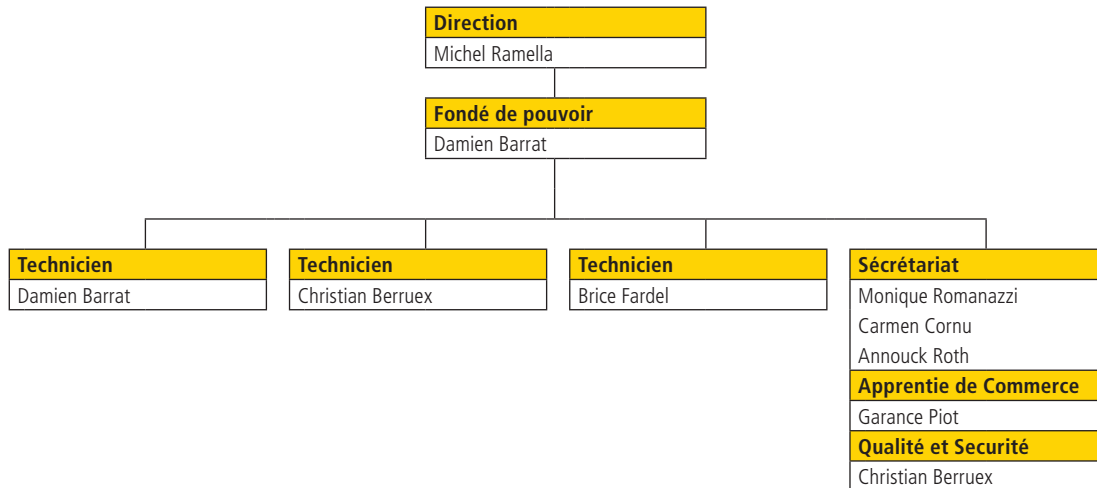 Direction
Michel Ramella
Fondé de pouvoir
Damien Barrat
Technicien
Damien Barrat
Technicien
Christian Berruex
Technicien
Brice Fardel
Sécrétariat
Monique Romanazzi
Carmen Cornu
Annouck Roth
Apprentie de Commerce
Garance Piot
Qualité et Securité
Christian Berruex